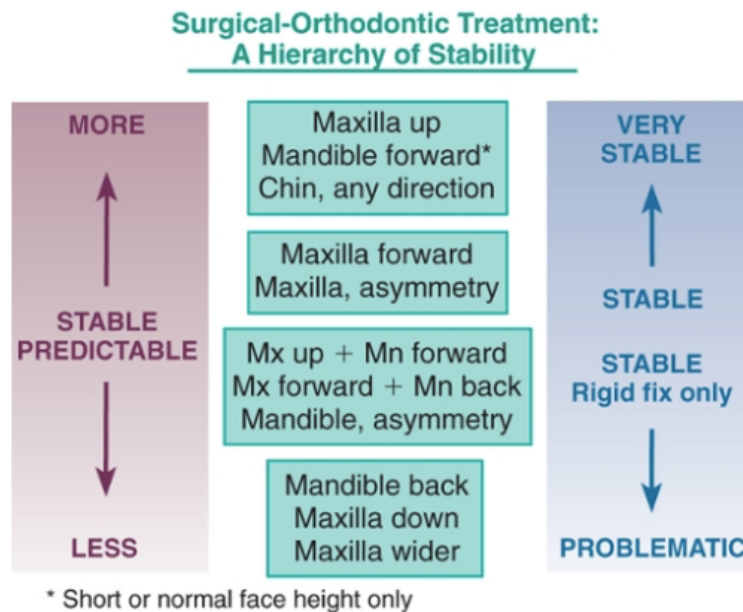 Surgical-Orthodontic Treatment:
A Hierarchy of Stability
MORE
STABLE
PREDICTABLE
LESS
Maxilla up
Mandible forward*
Chin, any direction
Maxilla forward
Maxilla, asymmetry
Mx up + Mn forward
Mx forward + Mn back
Mandible, asymmetry
Mandible back
Maxilla down
Maxilla wider
VERY
STABLE
STABLE
STABLE
Rigid fix only
PROBLEMATIC
* Short or normal face height only